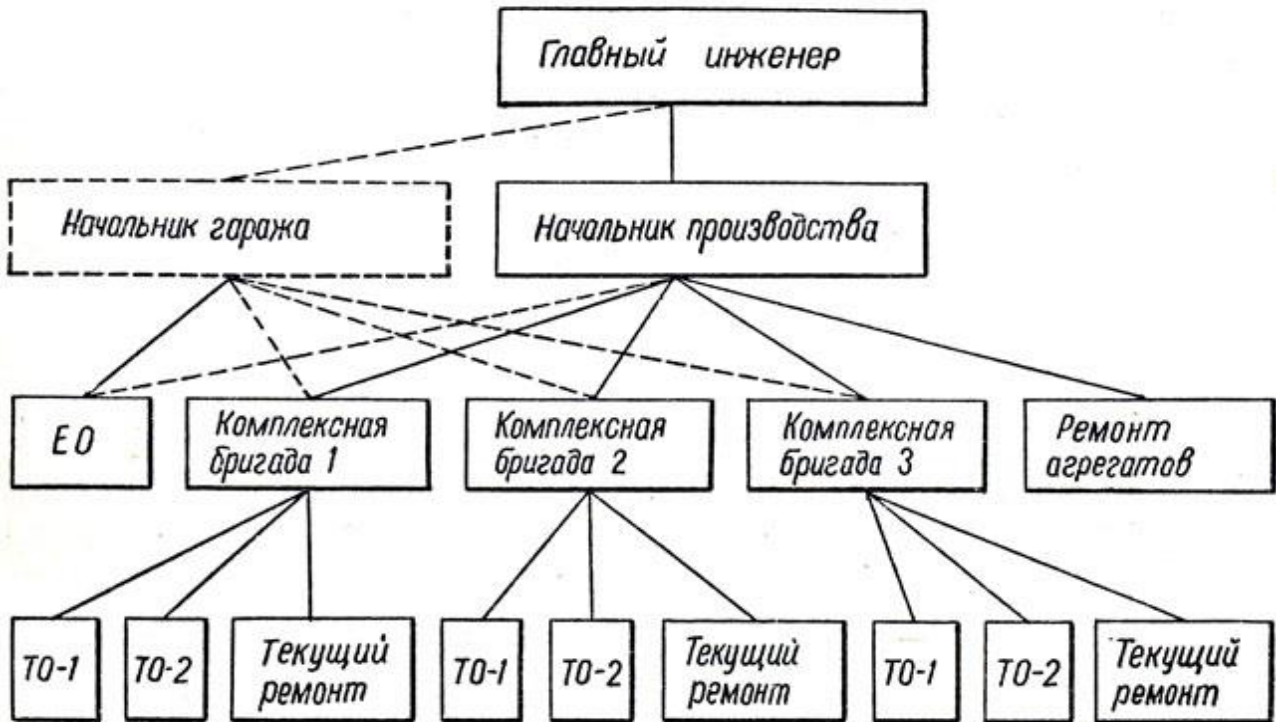 Главный инженер
Начальник гаража
Начальник производства
ЕО
Комплексная
бригада 1
Комплексная
бригада 2
Комплексная
бригада 3
Ремонт
агрегатов
ТО-1
ТО-2
Текущий
ремонт
ТО-1
ТО-2
Текущий
ремонт
ТО-1
ТО-2
Текущий
ремонт